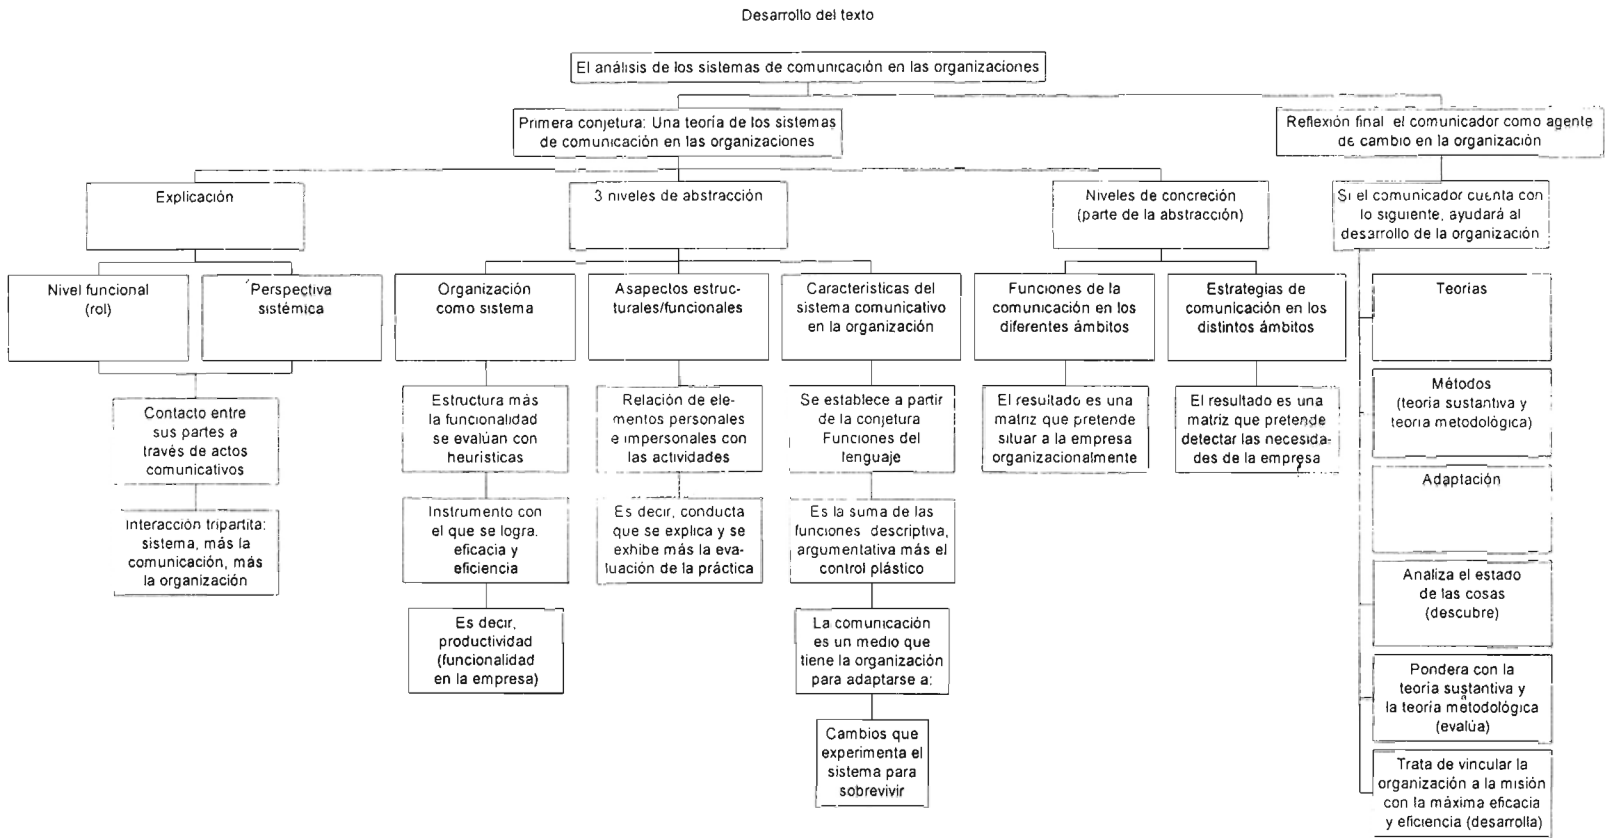 Desarrollo del texto
El análisis de los sistemas de comunicación en las organizaciones
Primera conjetura: Una teoría de los sistemas
de comunicación en las organizaciones
Reflexión final el comunicador como agente
de cambio en la organización
Explicación
3 niveles de abstracción
Niveles de concreción
(parte de la abstracción)
Si el comunicador cuenta con
lo siguiente, ayudará al
desarrollo de la organización
Nivel funcional
(rol)
Perspectiva
sistémica
Organización
como sistema
Asapectos estruc-
turales/funcionales
Características del
sistema comunicativo
en la organización
Funciones de la
comunicación en los
diferentes ámbitos
Estrategias de
comunicación en los
distintos ámbitos
Teorías
Contacto entre
sus partes a
través de actos
comunicativos
Estructura más
la funcionalidad
se evalúan con
heurísticas
Relación de ele-
mentos personales
e impersonales con
las actividades
Se establece a partir
de la conjetura
Funciones del
lenguaje
El resultado es una
matriz que pretende
situar a la empresa
organizacionalmente
El resultado es una
matriz que pretende
detectar las necesida-
des de la empresa
Métodos
(teoría sustantiva y
teoría metodológica)
Adaptación
Interacción tripartita:
sistema, más la
comunicación, más
la organización
Instrumento con
el que se logra.
eficacia y
eficiencia
Es decir, conducta
que se explica y se
exhibe más la eva-
luación de la práctica
Es la suma de las
funciones descriptiva,
argumentativa más el
control plástico
Analiza el estado
de las cosas
(descubre)
Es decir,
productividad
(funcionalidad
en la empresa)
La comunicación
es un medio que
tiene la organización
para adaptarse a:
Pondera con la
teoría sustantiva y
la teoría metodológica
(evalúa)
Cambios que
experimenta el
sistema para
sobrevivir
Trata de vincular la
organización a la misión
con la máxima eficacia
y eficiencia (desarrolla)